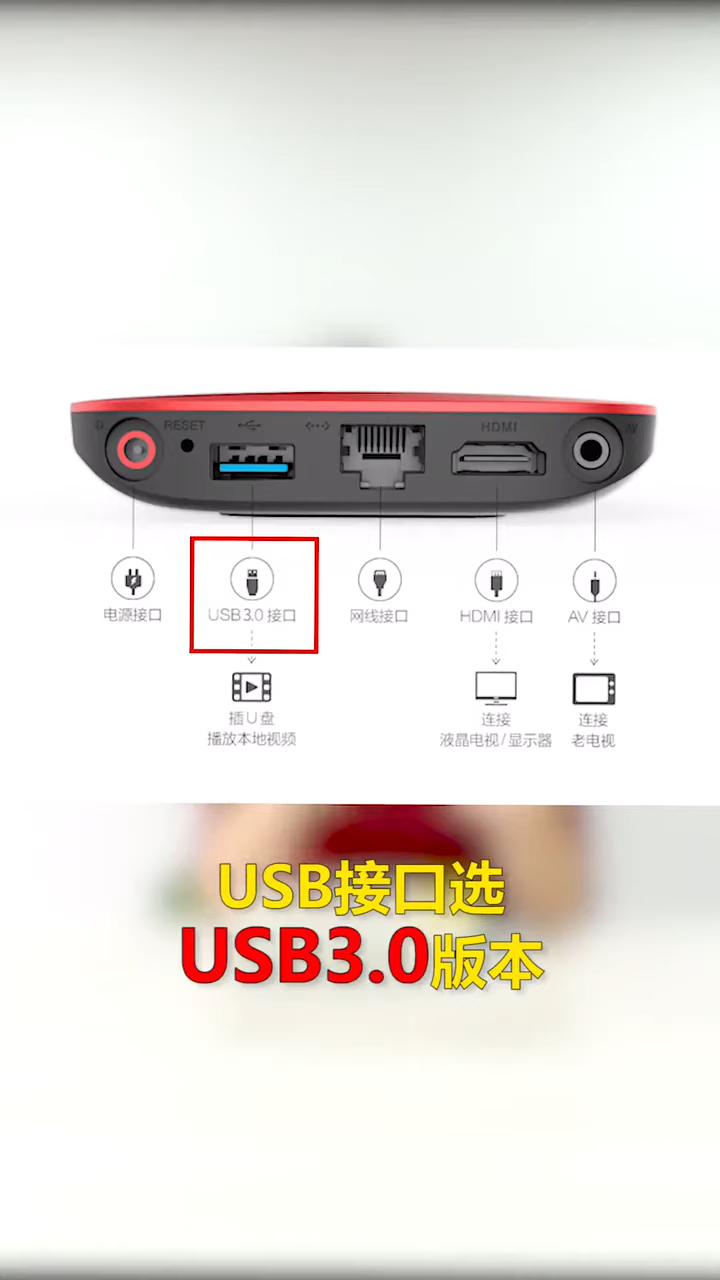 RESET
HDMI
AV
电源接口
USB3.0 接口
网线接口
HDMI 接口
AV 接口
插U盘
播放本地视频
连接
液晶电视/显示器
连接
老电视
USB接口选
USB3.0版本